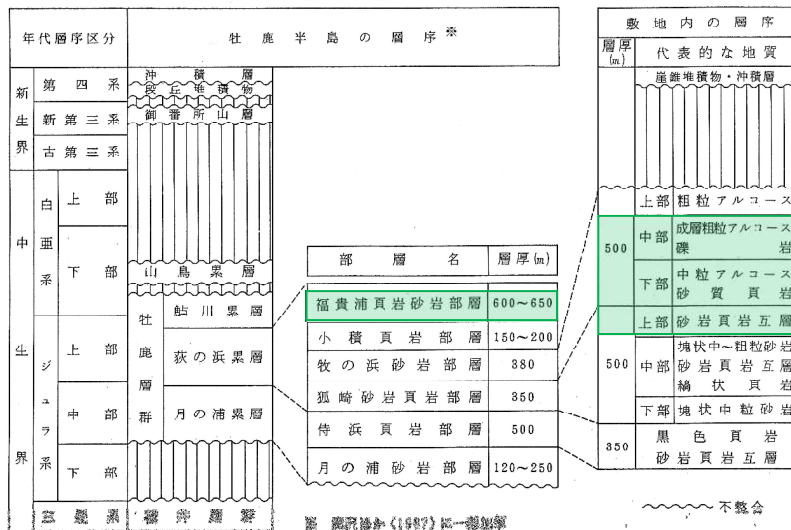 年代層序区分
牡鹿半島の層序※
新生界
第四系
沖積層
段丘堆積物
新第三系
御番所山層
古第三系
中生界
白亜系
上部
下部
山鳥累層
ジュラ系
上部
中部
下部
牡鹿層群
鮎川累層
荻の浜累層
月の浦累層
部層名 層厚(m)
福貴浦頁岩砂岩部層 600〜650
小積頁岩部層 150〜200
牧の浜砂岩部層 380
狐崎砂岩頁岩部層 350
侍浜頁岩部層 500
月の浦砂岩部層 120〜250
敷地内の層序
層厚(m) 代表的な地質
崖錐堆積物・沖積層
500
上部 粗粒アルコース
中部 成層粗粒アルコース
礫岩
下部 中粒アルコース
砂質頁岩
500
上部 砂岩頁岩互層
中部 塊状中〜粗粒砂岩
砂岩頁岩互層
縞状頁岩
下部 塊状中粒砂岩
350
黒色頁岩
砂岩頁岩互層
不整合